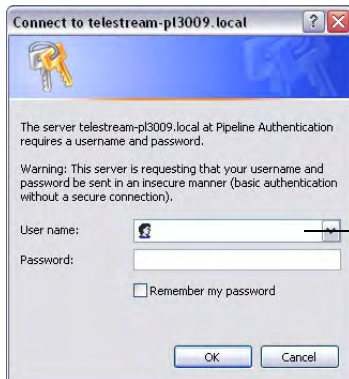 Connect to telestream-pl3009.local
The server telestream-pl3009.local at Pipeline Authentication
requires a username and password.
Warning: This server is requesting that your username and
password be sent in an insecure manner (basic authentication
without a secure connection).
User name:
Password:
Remember my password
OK
Cancel